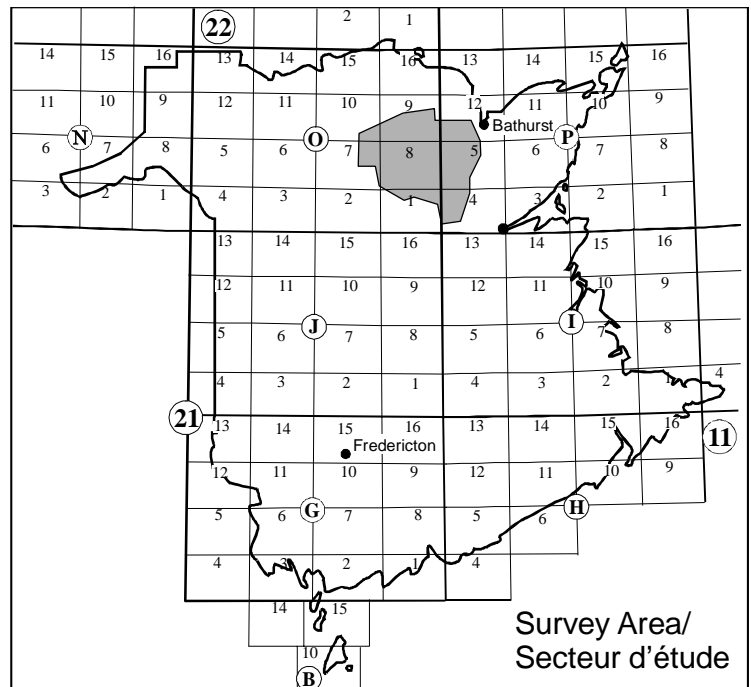 22
2 1
14 15 16 13 14 15 16 13 14 15 16
11 10 9 12 11 10 9 12 11 10 9
Bathurst
N O P
6 7 8 5 6 7 8 5 6 7 8
3 2 1 4 3 2 1 4 3 2 1
13 14 15 16 13 14 15 16
12 11 10 9 12 11 10 9
J I
5 6 7 8 5 6 7 8
4 3 2 1 4 3 2 1 4
21 11
13 14 15 16 13 14 15 16
Fredericton
12 11 10 9 12 11 10 9
G H
5 6 7 8 5 6
4 3 2 1 4
14 15
Survey Area/
Secteur d'étude
10
B